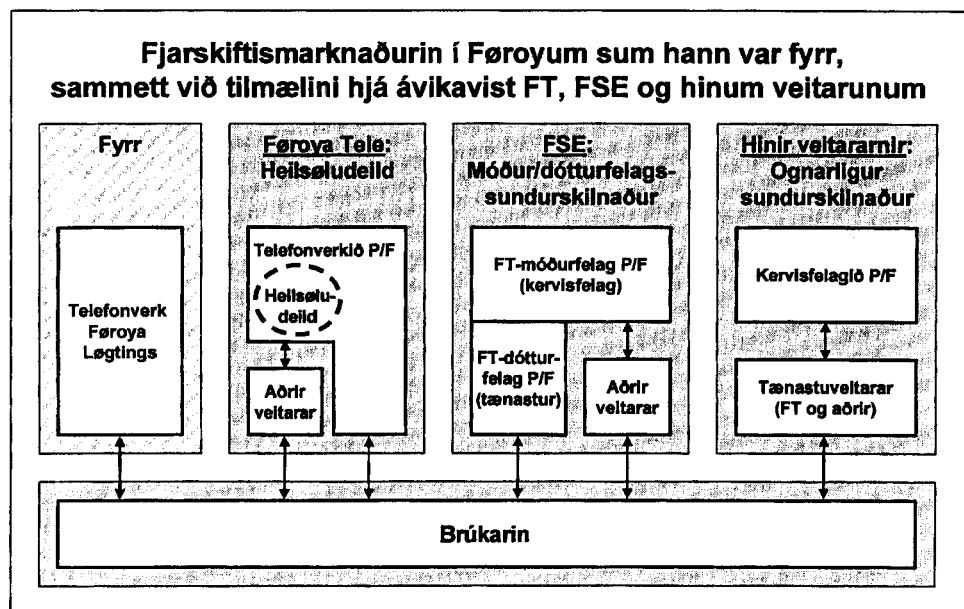 Fjarskiftismarknaðurin í Føroyum sum hann var fyrr,
sammett við tilmælini hjá ávikavist FT, FSE og hinum veitarunum
Fyrr
Telefonverk
Føroya
Løgtings
Føroya Tele:
Heilsøludeild
Telefonverkið P/F
Heilsølu-
deild
Aðrir
veitarar
FSE:
Móður/dótturfelags-
sundurskilnaður
FT-móðurfelag P/F
(kervisfelag)
FT-dóttur-
felag P/F
(tænastur)
Aðrir
veitarar
Hinir veitararnir:
Ognarligur
sundurskilnaður
Kervisfelagið P/F
Tænastuveitarar
(FT og aðrir)
Brúkarin